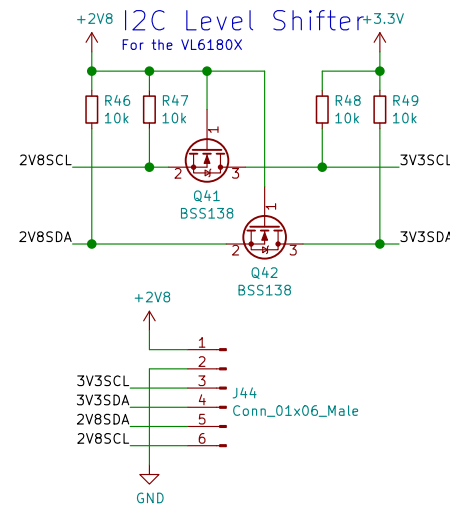 I2C Level Shifter
For the VL6180X
+2V8
+3.3V
R46
10k
R47
10k
R48
10k
R49
10k
1
2V8SCL
2
3
3V3SCL
Q41
BSS138
1
2V8SDA
2
3
3V3SDA
Q42
BSS138
+2V8
1
2
3V3SCL
3
3V3SDA
4
2V8SDA
5
2V8SCL
6
J44
Conn_01x06_Male
GND